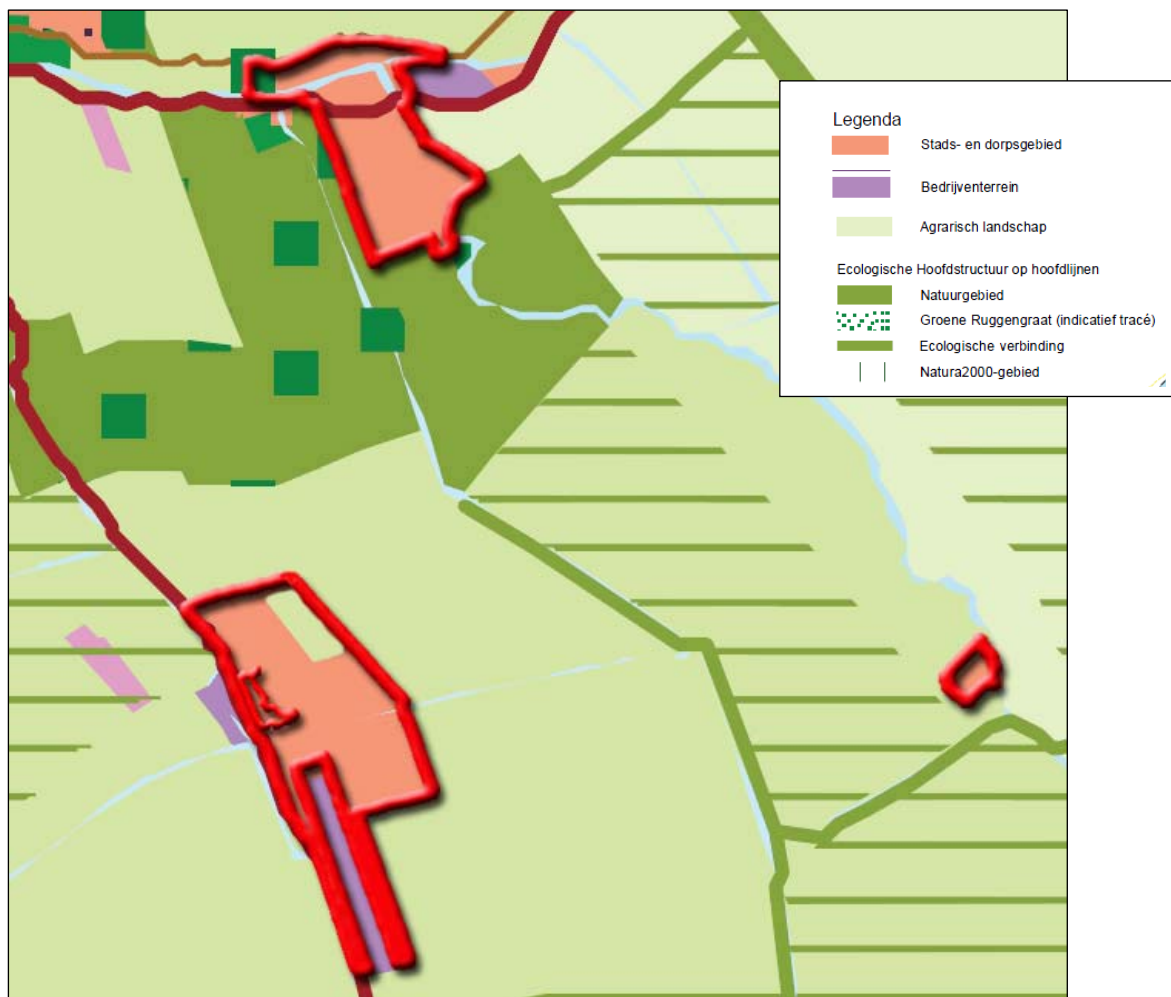 Legenda
Stads- en dorpsgebied
Bedrijventerrein
Agrarisch landschap
Ecologische Hoofdstructuur op hoofdlijnen
Natuurgebied
Groene Ruggengraat (indicatief tracé)
Ecologische verbinding
Natura2000-gebied